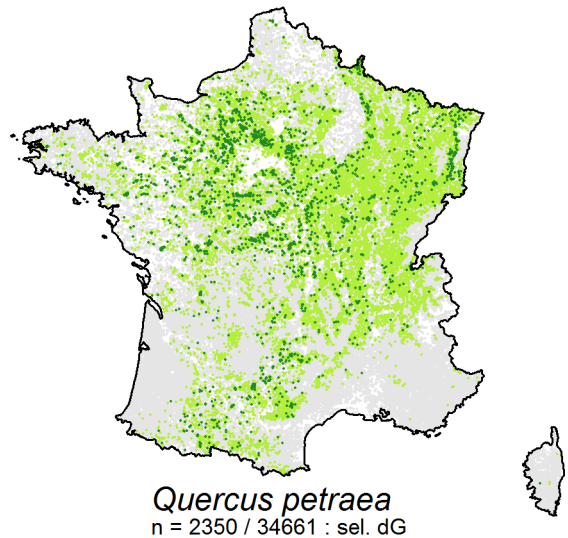 Quercus petraea
n = 2350 / 34661 : sel. dG